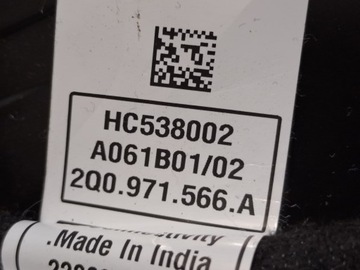 HC538002
A061B01/02
2Q0.971.566.A
.Made In India